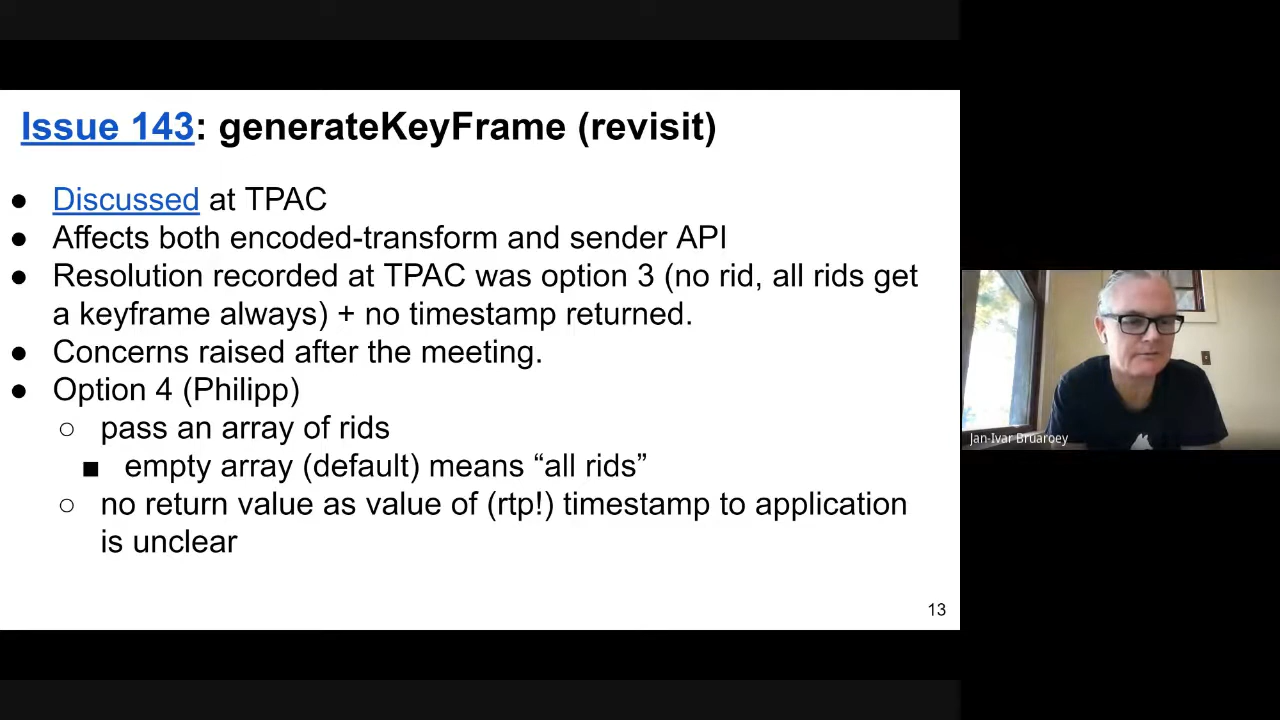 Issue 143: generateKeyFrame (revisit)
● Discussed at TPAC
● Affects both encoded-transform and sender API
● Resolution recorded at TPAC was option 3 (no rid, all rids get
a keyframe always) + no timestamp returned.
● Concerns raised after the meeting.
● Option 4 (Philipp)
○ pass an array of rids
■ empty array (default) means “all rids”
○ no return value as value of (rtp!) timestamp to application
is unclear
13
Jan-Ivar Bruaroey